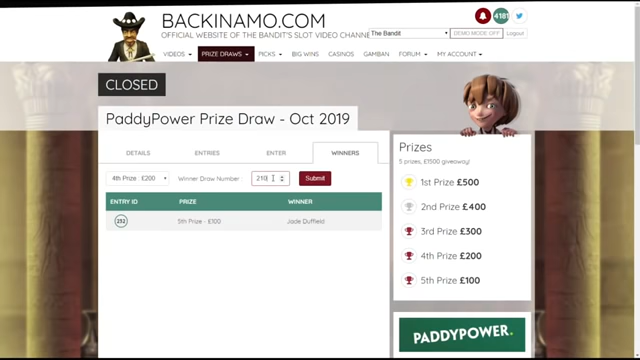 BACKINAMO.COM
OFFICIAL WEBSITE OF THE BANDIT'S SLOT VIDEO CHANNE
The Bandit
DEMO MODE OFF
Logout
4181
VIDEOS
PRIZE DRAWS
PICKS
BIG WINS
CASINOS
GAMBAN
FORUM
MY ACCOUNT
CLOSED
PaddyPower Prize Draw - Oct 2019
DETAILS
ENTRIES
ENTER
WINNERS
4th Prize £200
Winner Draw Number:
210
Submit
ENTRY ID
PRIZE
WINNER
252
5th Prize - £100
Jade Duffield
Prizes
5 prizes, £1500 giveaway!
1st Prize £500
2nd Prize £400
3rd Prize £300
4th Prize £200
5th Prize £100
PADDYPOWER.